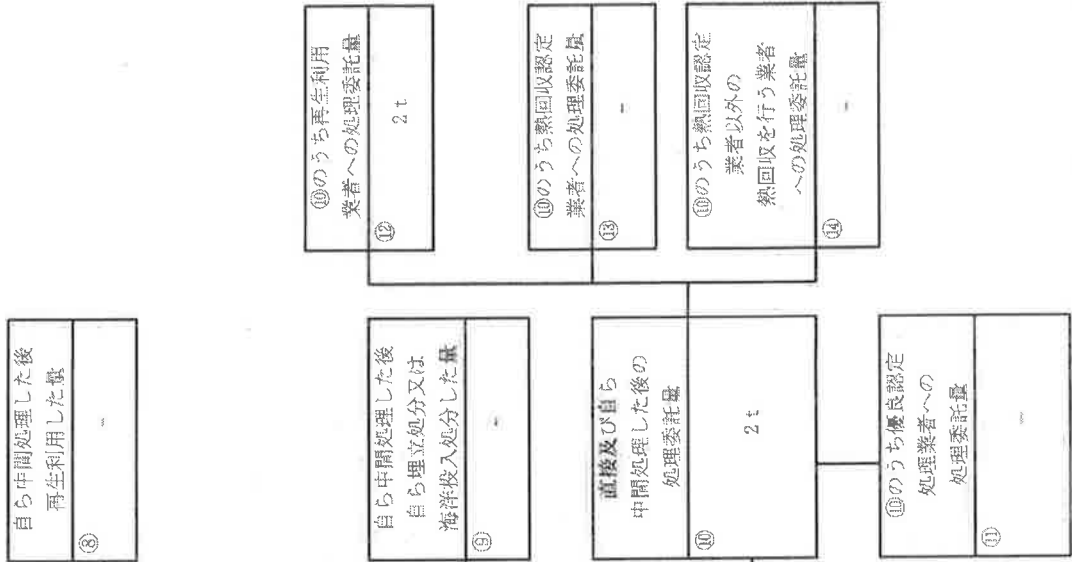 自ら中間処理した後
再生利用した量
⑧
－
自ら中間処理した後
自ら埋立処分又は
海洋投入処分した量
⑨
－
直接及び自ら
中間処理した後の
処理委託量
⑩
2 t
⑩のうち優良認定
処理業者への
処理委託量
⑪
－
⑩のうち再生利用
業者への処理委託量
⑫
2 t
⑩のうち熱回収認定
業者への処理委託量
⑬
－
⑩のうち熱回収認定
業者以外の
熱回収を行う業者
への処理委託量
⑭
－